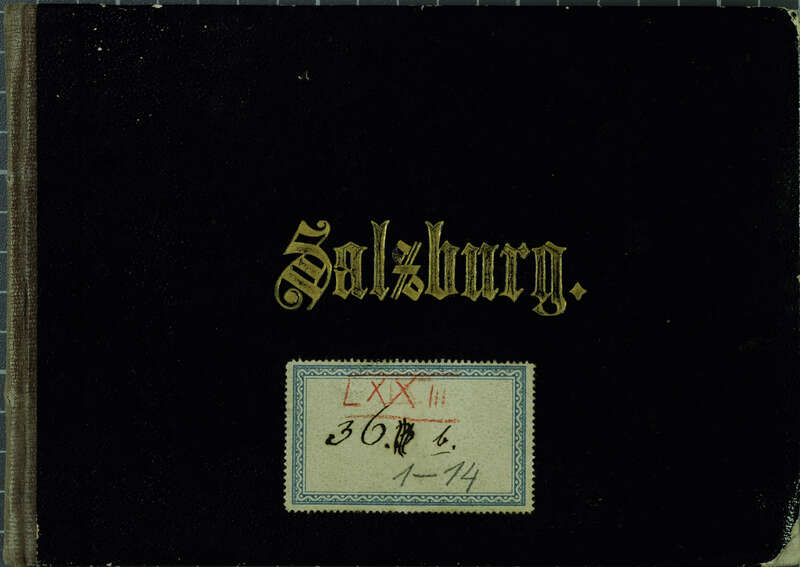 Salzburg.
LXXIII
36. b.
1-14